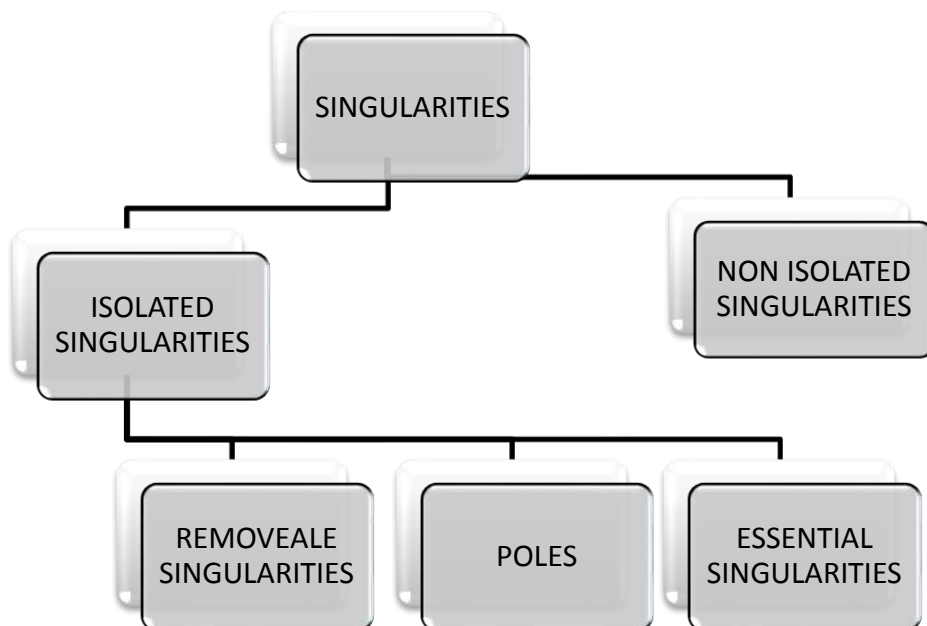 SINGULARITIES
ISOLATED
SINGULARITIES
NON ISOLATED
SINGULARITIES
REMOVEALE
SINGULARITIES
POLES
ESSENTIAL
SINGULARITIES